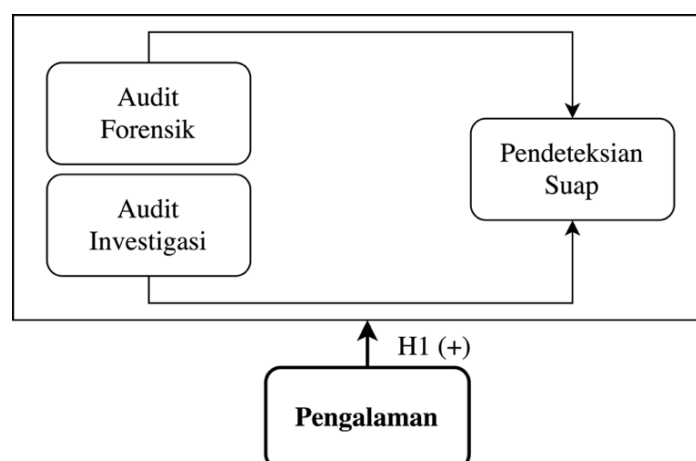 Audit
Forensik
Pendeteksian
Suap
Audit
Investigasi
H1 (+)
Pengalaman